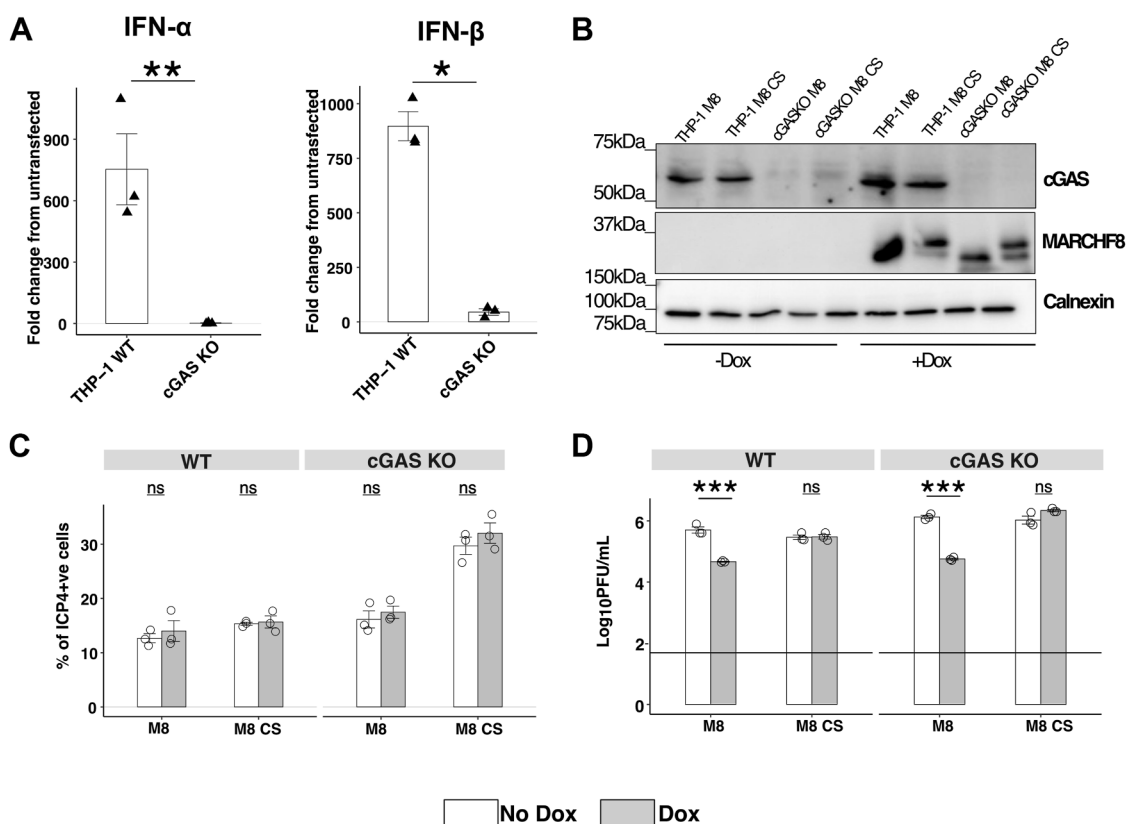 A
IFN-α
**
Fold change from untransfected
900
600
300
0
THP−1 WT
cGAS KO
IFN-β
*
Fold change from untrasfected
1000
750
500
250
0
THP−1 WT
cGAS KO
B
THP-1 M8
THP-1 M8 CS
cGASKO M8
cGASKO M8 CS
THP-1 M8
THP-1 M8 CS
cGASKO M8
cGASKO M8 CS
75kDa
50kDa
cGAS
37kDa
MARCHF8
150kDa
100kDa
75kDa
Calnexin
-Dox
+Dox
C
WT
cGAS KO
ns
ns
ns
ns
% of ICP4+ve cells
30
20
10
0
M8
M8 CS
M8
M8 CS
D
WT
cGAS KO
***
ns
***
ns
Log10PFU/mL
6
4
2
0
M8
M8 CS
M8
M8 CS
No Dox
Dox